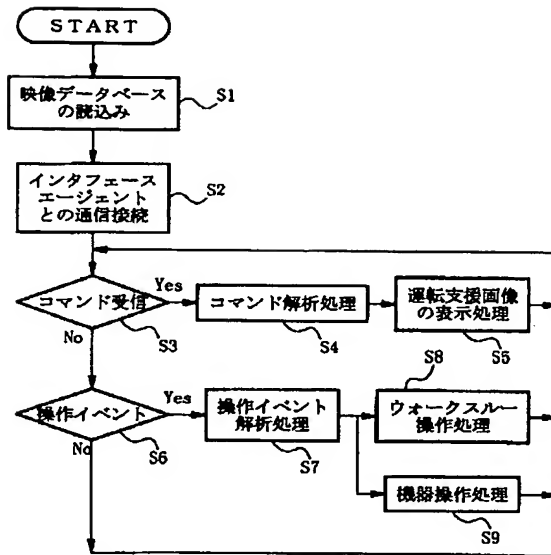 START
映像データベース
の読込み
S1
インタフェース
エージェント
との通信接続
S2
コマンド受信
Yes
No
S3
コマンド解析処理
S4
運転支援画像
の表示処理
S5
操作イベント
Yes
No
S6
操作イベント
解析処理
S7
S8
ウォークスルー
操作処理
機器操作処理
S9